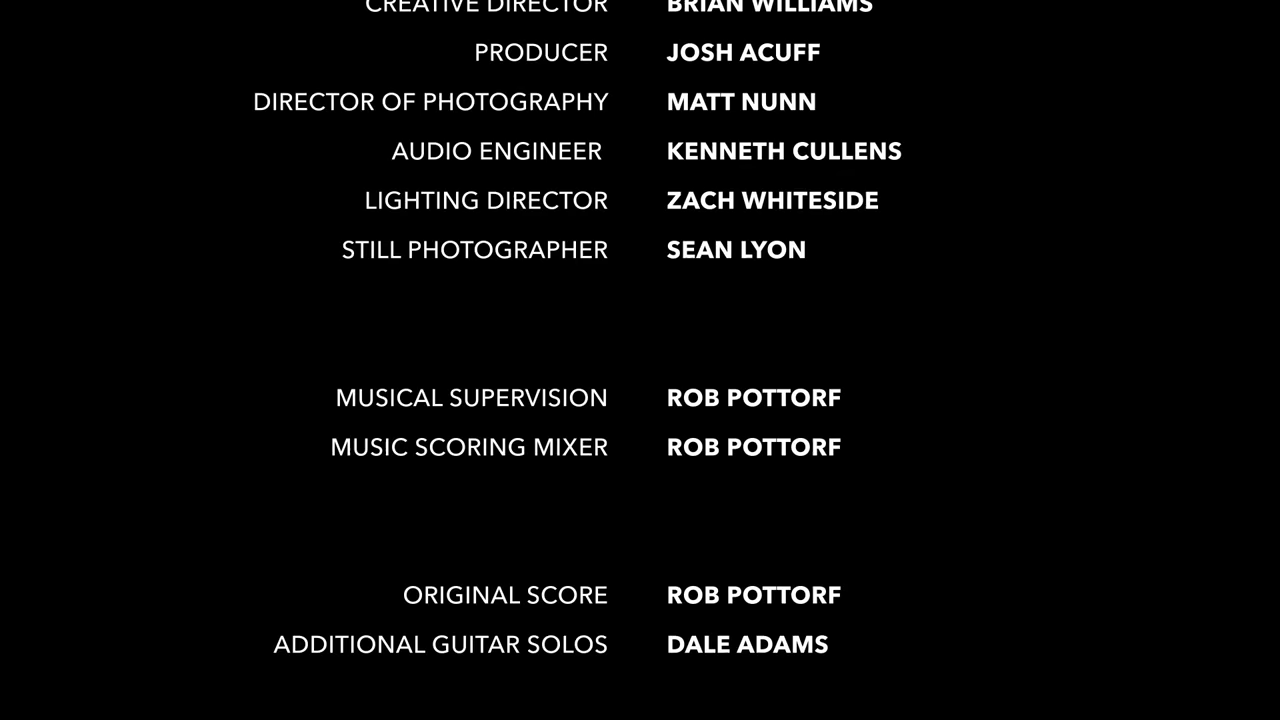 CREATIVE DIRECTOR BRIAN WILLIAMS
PRODUCER JOSH ACUFF
DIRECTOR OF PHOTOGRAPHY MATT NUNN
AUDIO ENGINEER KENNETH CULLENS
LIGHTING DIRECTOR ZACH WHITESIDE
STILL PHOTOGRAPHER SEAN LYON
MUSICAL SUPERVISION ROB POTTORF
MUSIC SCORING MIXER ROB POTTORF
ORIGINAL SCORE ROB POTTORF
ADDITIONAL GUITAR SOLOS DALE ADAMS